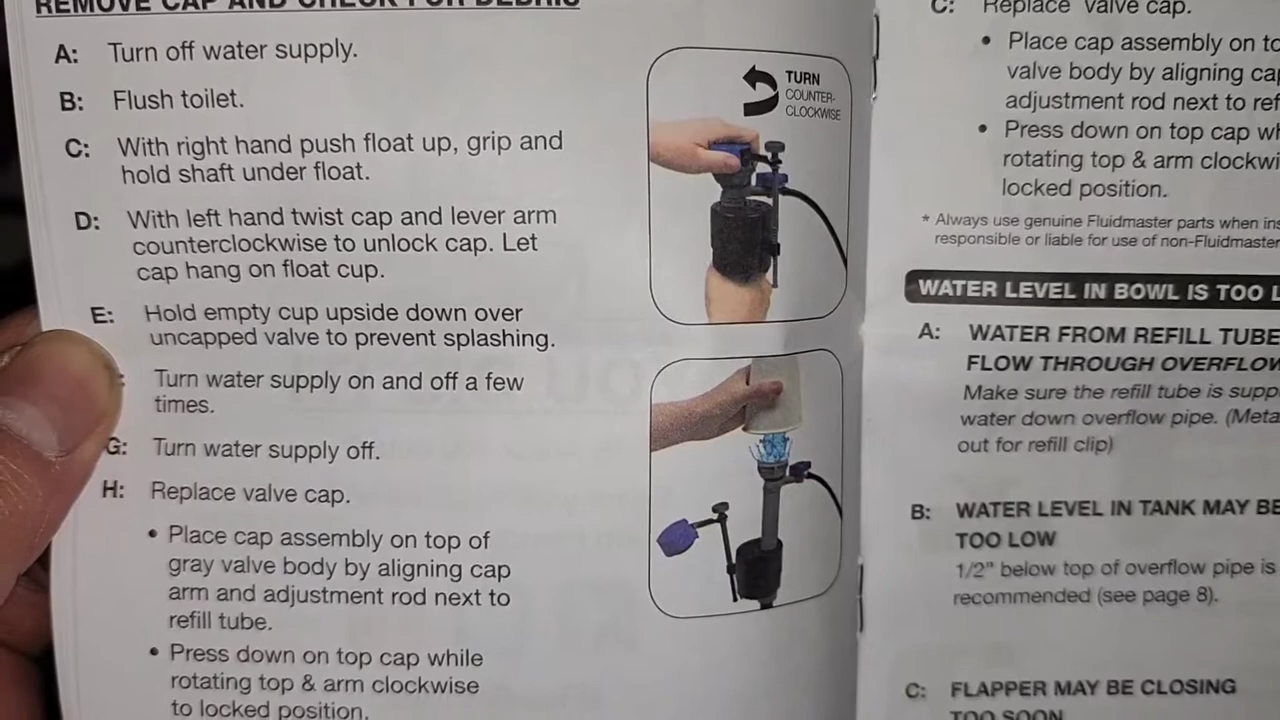 REMOVE CAP AND CHECK FOR DEBRIS
A: Turn off water supply.
B: Flush toilet.
C: With right hand push float up, grip and
hold shaft under float.
D: With left hand twist cap and lever arm
counterclockwise to unlock cap. Let
cap hang on float cup.
E: Hold empty cup upside down over
uncapped valve to prevent splashing.
: Turn water supply on and off a few
times.
G: Turn water supply off.
H: Replace valve cap.
• Place cap assembly on top of
gray valve body by aligning cap
arm and adjustment rod next to
refill tube.
• Press down on top cap while
rotating top & arm clockwise
to locked position.
TURN
COUNTER-
CLOCKWISE
C: Replace valve cap.
• Place cap assembly on to
valve body by aligning cap
adjustment rod next to ref
• Press down on top cap wh
rotating top & arm clockwi
locked position.
* Always use genuine Fluidmaster parts when ins
responsible or liable for use of non-Fluidmaster
WATER LEVEL IN BOWL IS TOO L
A: WATER FROM REFILL TUBE
FLOW THROUGH OVERFLOW
Make sure the refill tube is supp
water down overflow pipe. (Meta
out for refill clip)
B: WATER LEVEL IN TANK MAY BE
TOO LOW
1/2" below top of overflow pipe is
recommended (see page 8).
C: FLAPPER MAY BE CLOSING
TOO SOON